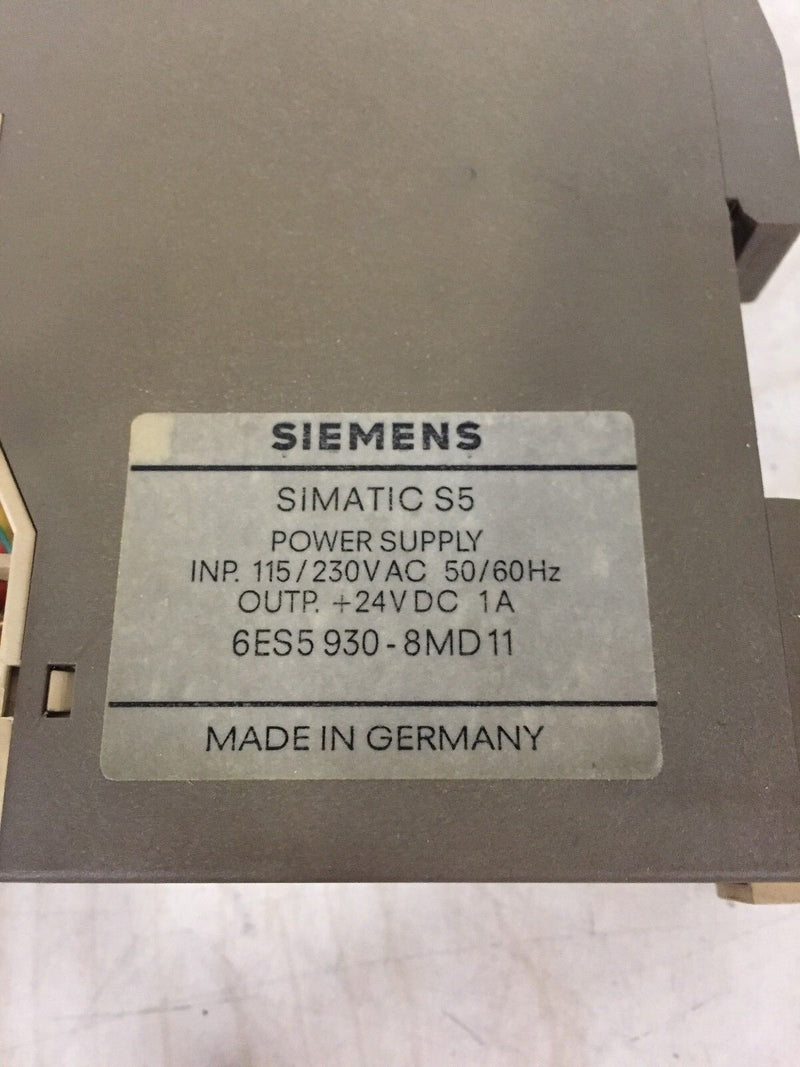 SIEMENS
SIMATIC S5
POWER SUPPLY
INP. 115/230VAC 50/60Hz
OUTP. +24VDC 1A
6ES5 930-8MD11
MADE IN GERMANY